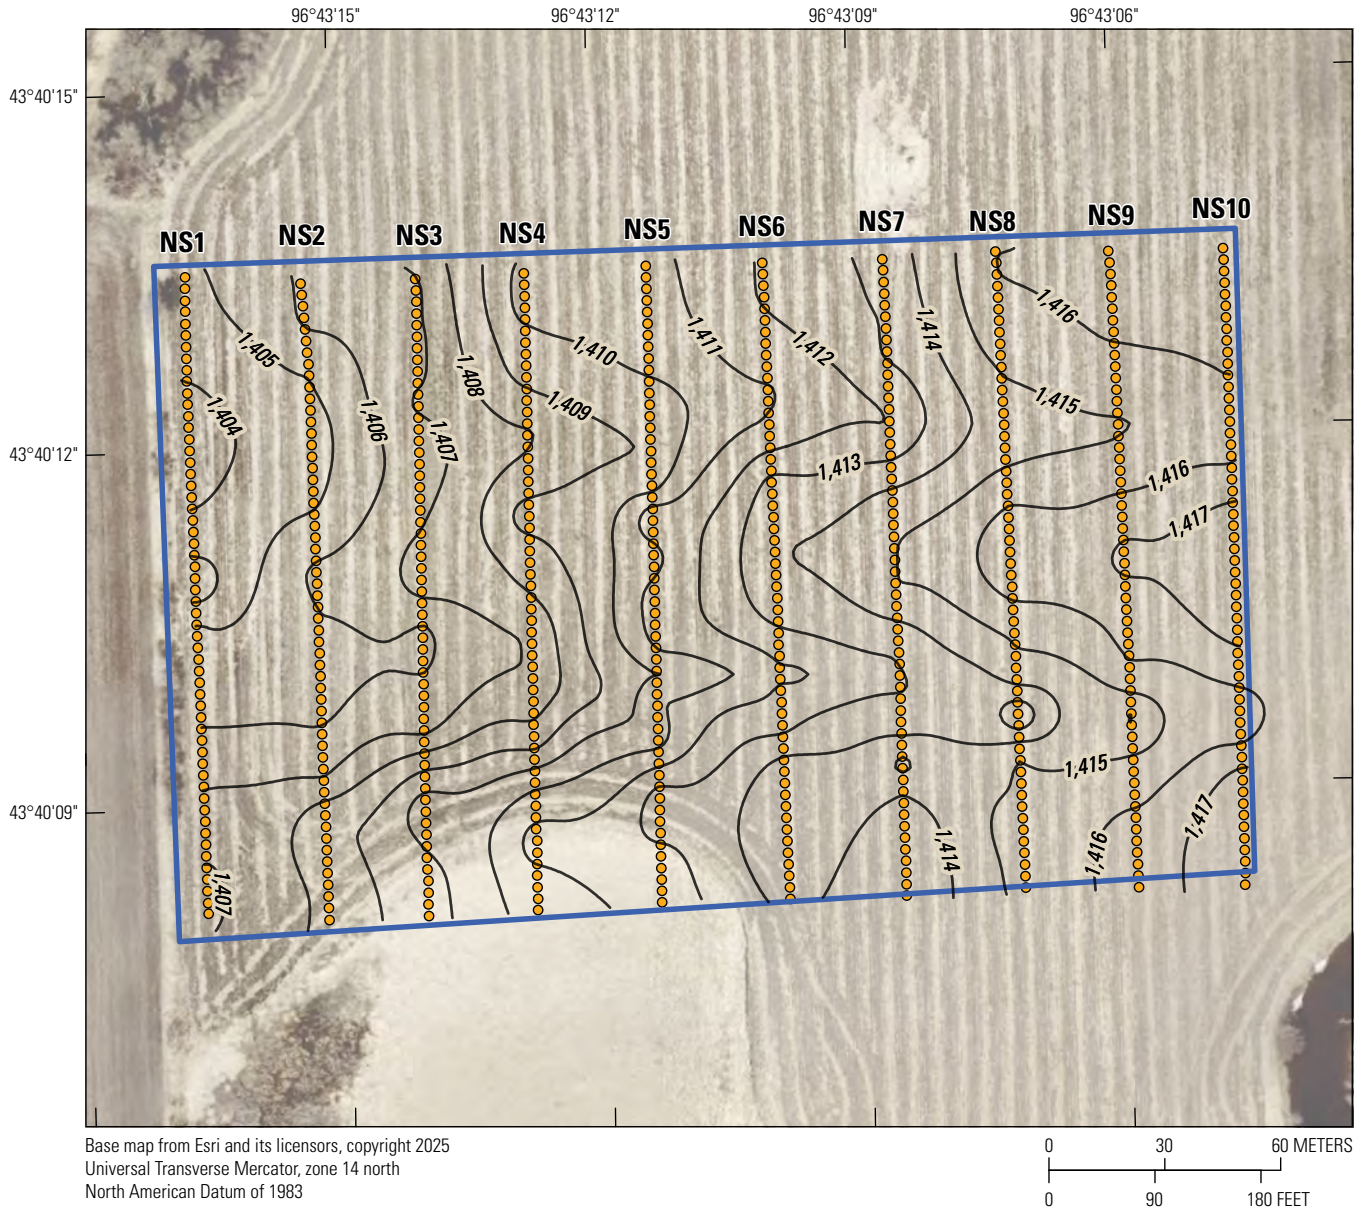 96°43'15" 96°43'12" 96°43'09" 96°43'06"
43°40'15"
NS1 NS2 NS3 NS4 NS5 NS6 NS7 NS8 NS9 NS10
1,416
1,405 1,410 1,411 1,412 1,414
1,408
1,404 1,406 1,407 1,409 1,415
43°40'12"
1,413 1,416
1,417
1,415
43°40'09"
1,407 1,414 1,416 1,417
Base map from Esri and its licensors, copyright 2025
Universal Transverse Mercator, zone 14 north
North American Datum of 1983
0 30 60 METERS
0 90 180 FEET